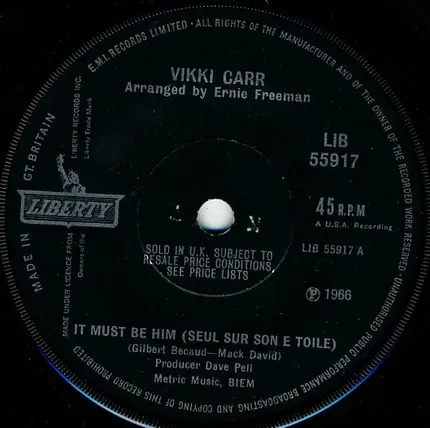 E.M.I. RECORDS LIMITED · ALL RIGHTS OF THE MANUFACTURER AND OF THE OWNER OF THE RECORDED WORK RESERVED · UNAUTHORISED PUBLIC PERFORMANCE BROADCASTING AND COPYING OF THIS RECORD PROHIBITED
MADE IN GT. BRITAIN
VIKKI CARR
Arranged by Ernie Freeman
LIBERTY RECORDS INC.
Liberty Trade Mark
MADE UNDER LICENCE FROM
Owners of the
LIBERTY
LIB
55917
45 R.P.M
A U.S.A. Recording
LIB 55917 A
SOLD IN U.K. SUBJECT TO
RESALE PRICE CONDITIONS,
SEE PRICE LISTS
Ⓟ 1966
IT MUST BE HIM (SEUL SUR SON E TOILE)
(Gilbert Becaud—Mack David)
Producer Dave Pell
Metric Music, BIEM